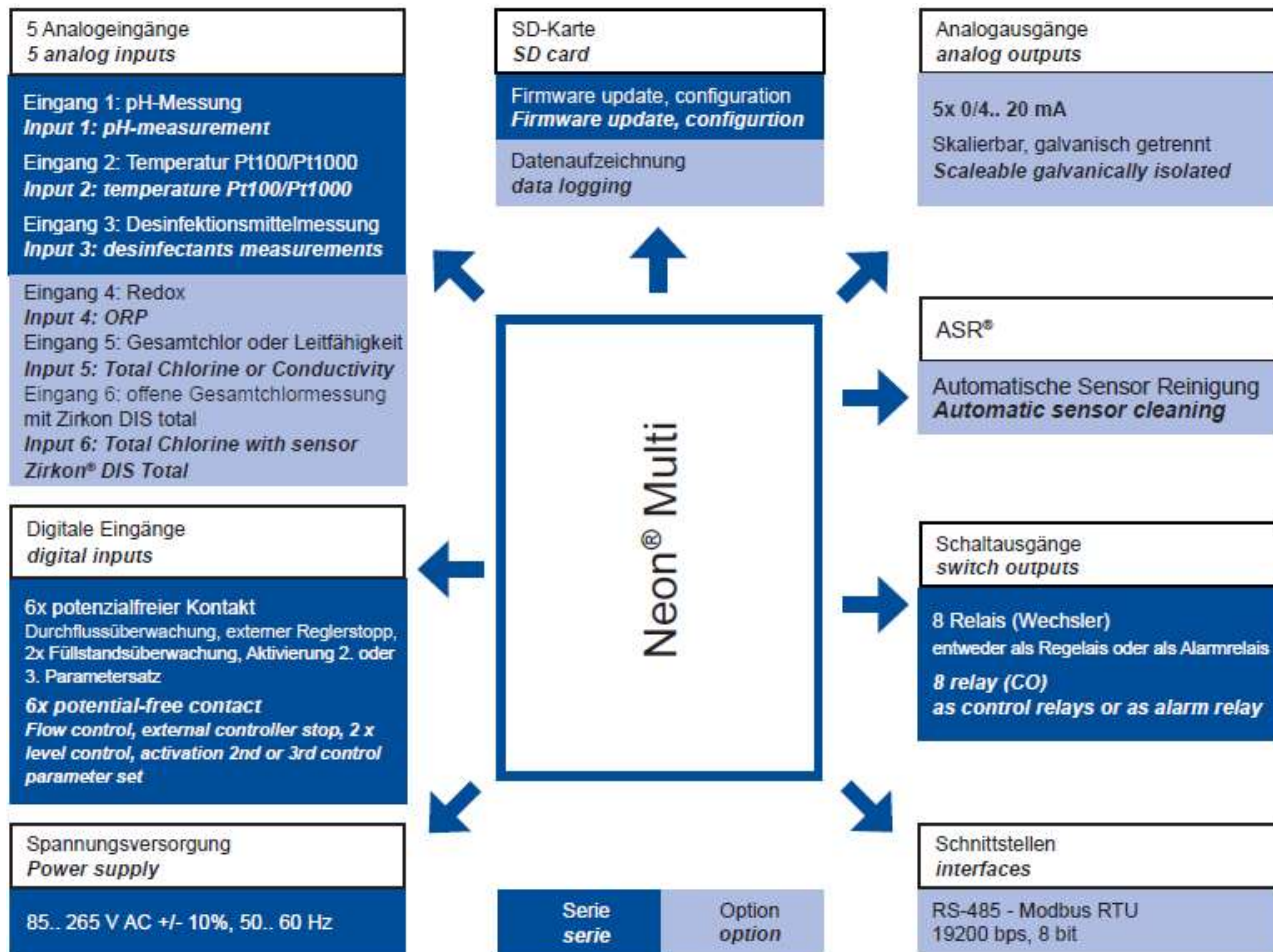 5 Analogeingänge
5 analog inputs
Eingang 1: pH-Messung
Input 1: pH-measurement
Eingang 2: Temperatur Pt100/Pt1000
Input 2: temperature Pt100/Pt1000
Eingang 3: Desinfektionsmittelmessung
Input 3: desinfectants measurements
Eingang 4: Redox
Input 4: ORP
Eingang 5: Gesamtchlor oder Leitfähigkeit
Input 5: Total Chlorine or Conductivity
Eingang 6: offene Gesamtchlormessung
mit Zirkon DIS total
Input 6: Total Chlorine with sensor
Zirkon® DIS Total
Digitale Eingänge
digital inputs
6x potenzialfreier Kontakt
Durchflussüberwachung, externer Reglerstopp,
2x Füllstandsüberwachung, Aktivierung 2. oder
3. Parametersatz
6x potential-free contact
Flow control, external controller stop, 2 x
level control, activation 2nd or 3rd control
parameter set
Spannungsversorgung
Power supply
85.. 265 V AC +/- 10%, 50.. 60 Hz
SD-Karte
SD card
Firmware update, configuration
Firmware update, configurtion
Datenaufzeichnung
data logging
Neon® Multi
Serie
serie
Option
option
Analogausgänge
analog outputs
5x 0/4.. 20 mA
Skalierbar, galvanisch getrennt
Scaleable galvanically isolated
ASR®
Automatische Sensor Reinigung
Automatic sensor cleaning
Schaltausgänge
switch outputs
8 Relais (Wechsler)
entweder als Regelais oder als Alarmrelais
8 relay (CO)
as control relays or as alarm relay
Schnittstellen
interfaces
RS-485 - Modbus RTU
19200 bps, 8 bit